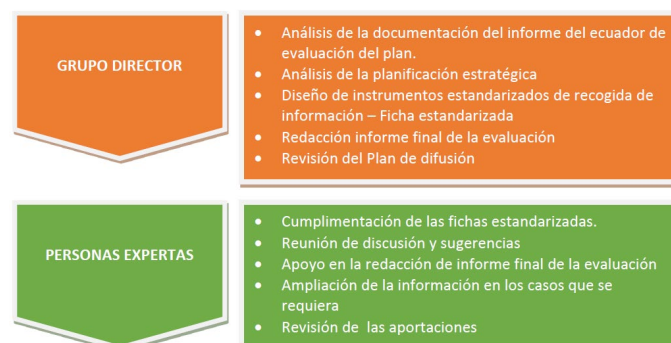 GRUPO DIRECTOR
• Análisis de la documentación del informe del ecuador de
evaluación del plan.
• Análisis de la planificación estratégica
• Diseño de instrumentos estandarizados de recogida de
información – Ficha estandarizada
• Redacción informe final de la evaluación
• Revisión del Plan de difusión
PERSONAS EXPERTAS
• Cumplimentación de las fichas estandarizadas.
• Reunión de discusión y sugerencias
• Apoyo en la redacción de informe final de la evaluación
• Ampliación de la información en los casos que se
requiera
• Revisión de las aportaciones